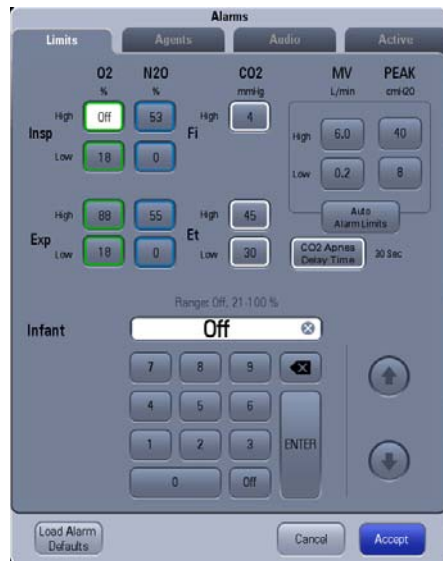 Alarms
Limits Agents Audio Active
O2 N2O CO2 MV PEAK
% % mmHg L/min cmH2O
Insp High Off 53 Fi High 4 High 6.0 40
Low 18 0 Low 0.2 8
Auto
Alarm Limits
Exp High 88 55 Et High 45
Low 18 0 Low 30 CO2 Apnea
Delay Time 30 Sec
Range: Off, 21-100 %
Infant Off
7 8 9
4 5 6
1 2 3 ENTER
0 Off
Load Alarm
Defaults Cancel Accept